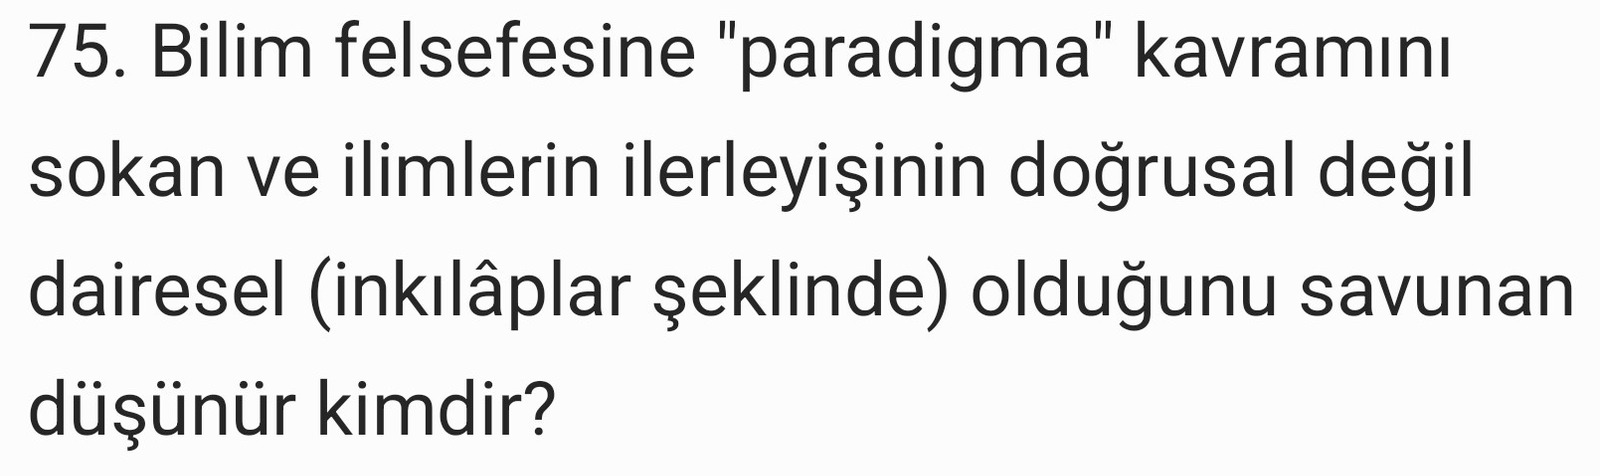 75. Bilim felsefesine "paradigma" kavramını
sokan ve ilimlerin ilerleyişinin doğrusal değil
dairesel (inkılâplar şeklinde) olduğunu savunan
düşünür kimdir?